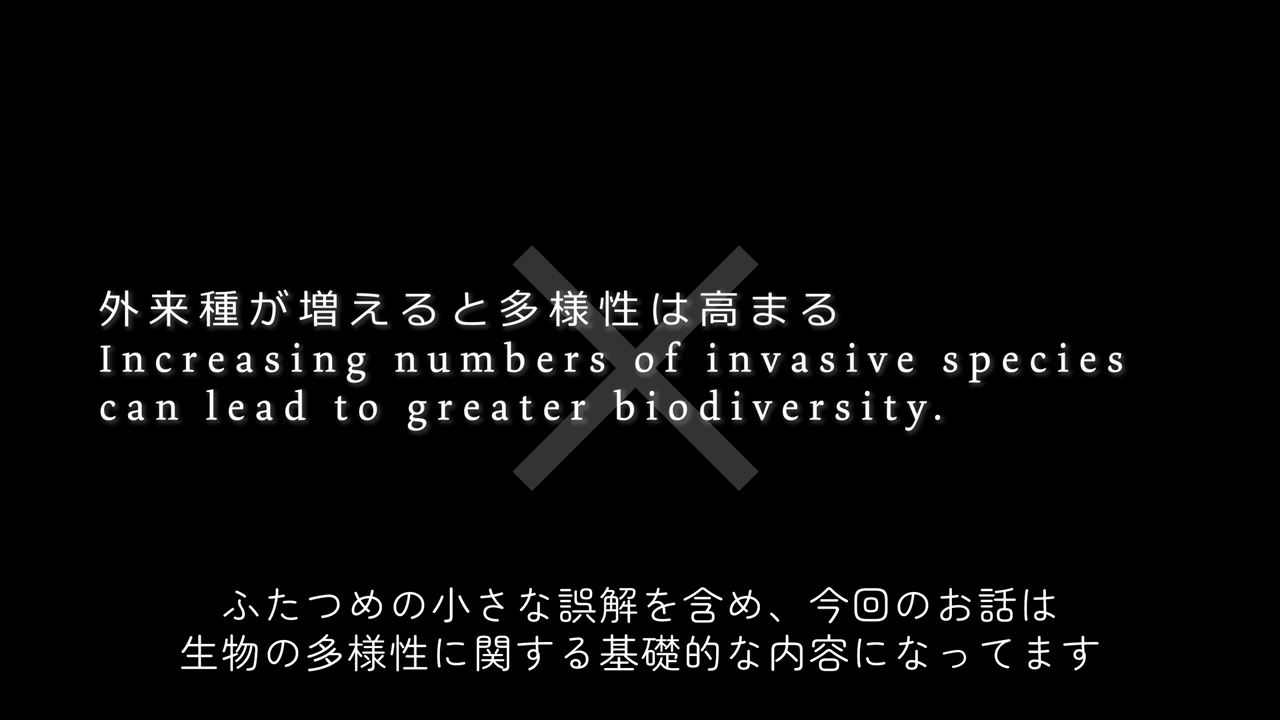 外来種が増えると多様性は高まる
Increasing numbers of invasive species
can lead to greater biodiversity.
ふたつめの小さな誤解を含め、今回のお話は
生物の多様性に関する基礎的な内容になってます